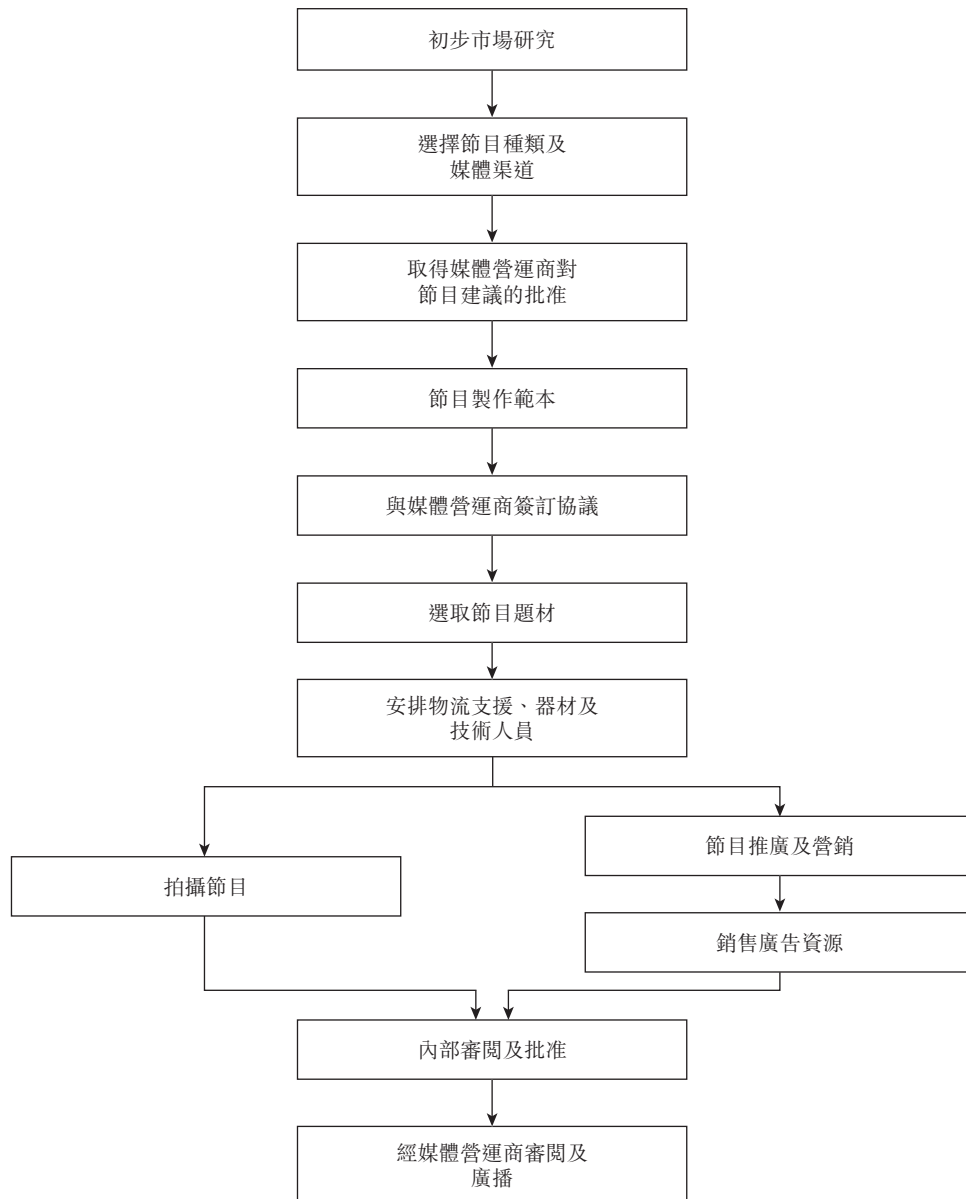 初步市場研究
選擇節目種類及
媒體渠道
取得媒體營運商對
節目建議的批准
節目製作範本
與媒體營運商簽訂協議
選取節目題材
安排物流支援、器材及
技術人員
拍攝節目
節目推廣及營銷
銷售廣告資源
內部審閱及批准
經媒體營運商審閱及
廣播